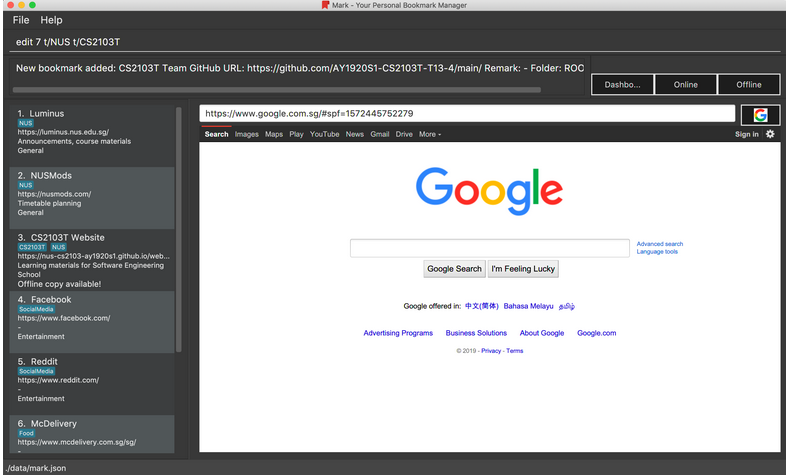 Mark - Your Personal Bookmark Manager
File Help
edit 7 t/NUS t/CS2103T
New bookmark added: CS2103T Team GitHub URL: https://github.com/AY1920S1-CS2103T-T13-4/main/ Remark: - Folder: ROO
Dashbo...
Online
Offline
1. Luminus
NUS
https://luminus.nus.edu.sg/
Announcements, course materials
General
2. NUSMods
NUS
https://nusmods.com/
Timetable planning
General
3. CS2103T Website
CS2103T NUS
https://nus-cs2103-ay1920s1.github.io/web...
Learning materials for Software Engineering
School
Offline copy available!
4. Facebook
SocialMedia
https://www.facebook.com/
-
Entertainment
5. Reddit
SocialMedia
https://www.reddit.com/
-
Entertainment
6. McDelivery
Food
https://www.mcdelivery.com.sg/sg/
-
https://www.google.com.sg/#spf=1572445752279
G
Search Images Maps Play YouTube News Gmail Drive More
Sign in
Google
Advanced search
Language tools
Google Search
I'm Feeling Lucky
Google offered in: 中文(简体) Bahasa Melayu தமிழ்
Advertising Programs Business Solutions About Google Google.com
© 2019 - Privacy - Terms
./data/mark.json